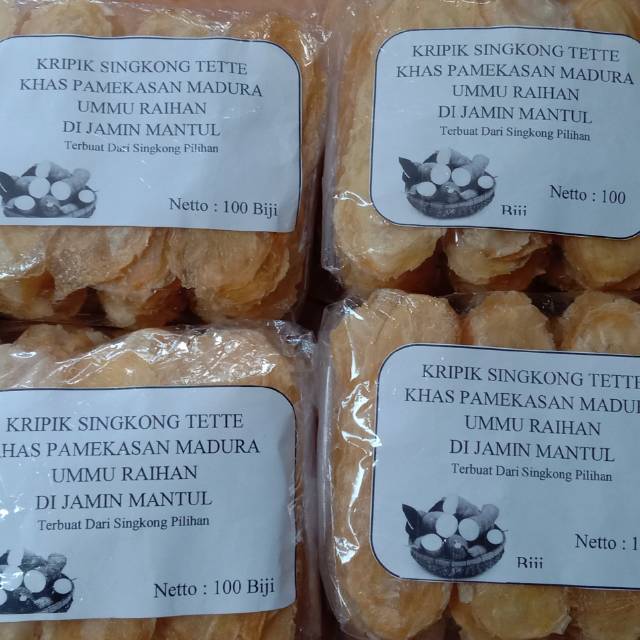 KRIPIK SINGKONG TETTE
KHAS PAMEKASAN MADURA
UMMU RAIHAN
DI JAMIN MANTUL
Terbuat Dari Singkong Pilihan
Netto : 100 Biji
KRIPIK SINGKONG TETTE
KHAS PAMEKASAN MADURA
UMMU RAIHAN
DI JAMIN MANTUL
Terbuat Dari Singkong Pilihan
Netto : 100
Biji
KRIPIK SINGKONG TETTE
KHAS PAMEKASAN MADURA
UMMU RAIHAN
DI JAMIN MANTUL
Terbuat Dari Singkong Pilihan
Netto : 100 Biji
KRIPIK SINGKONG TETTE
KHAS PAMEKASAN MADU
UMMU RAIHAN
DI JAMIN MANTUL
Terbuat Dari Singkong Pilihan
Netto : 1
Biji